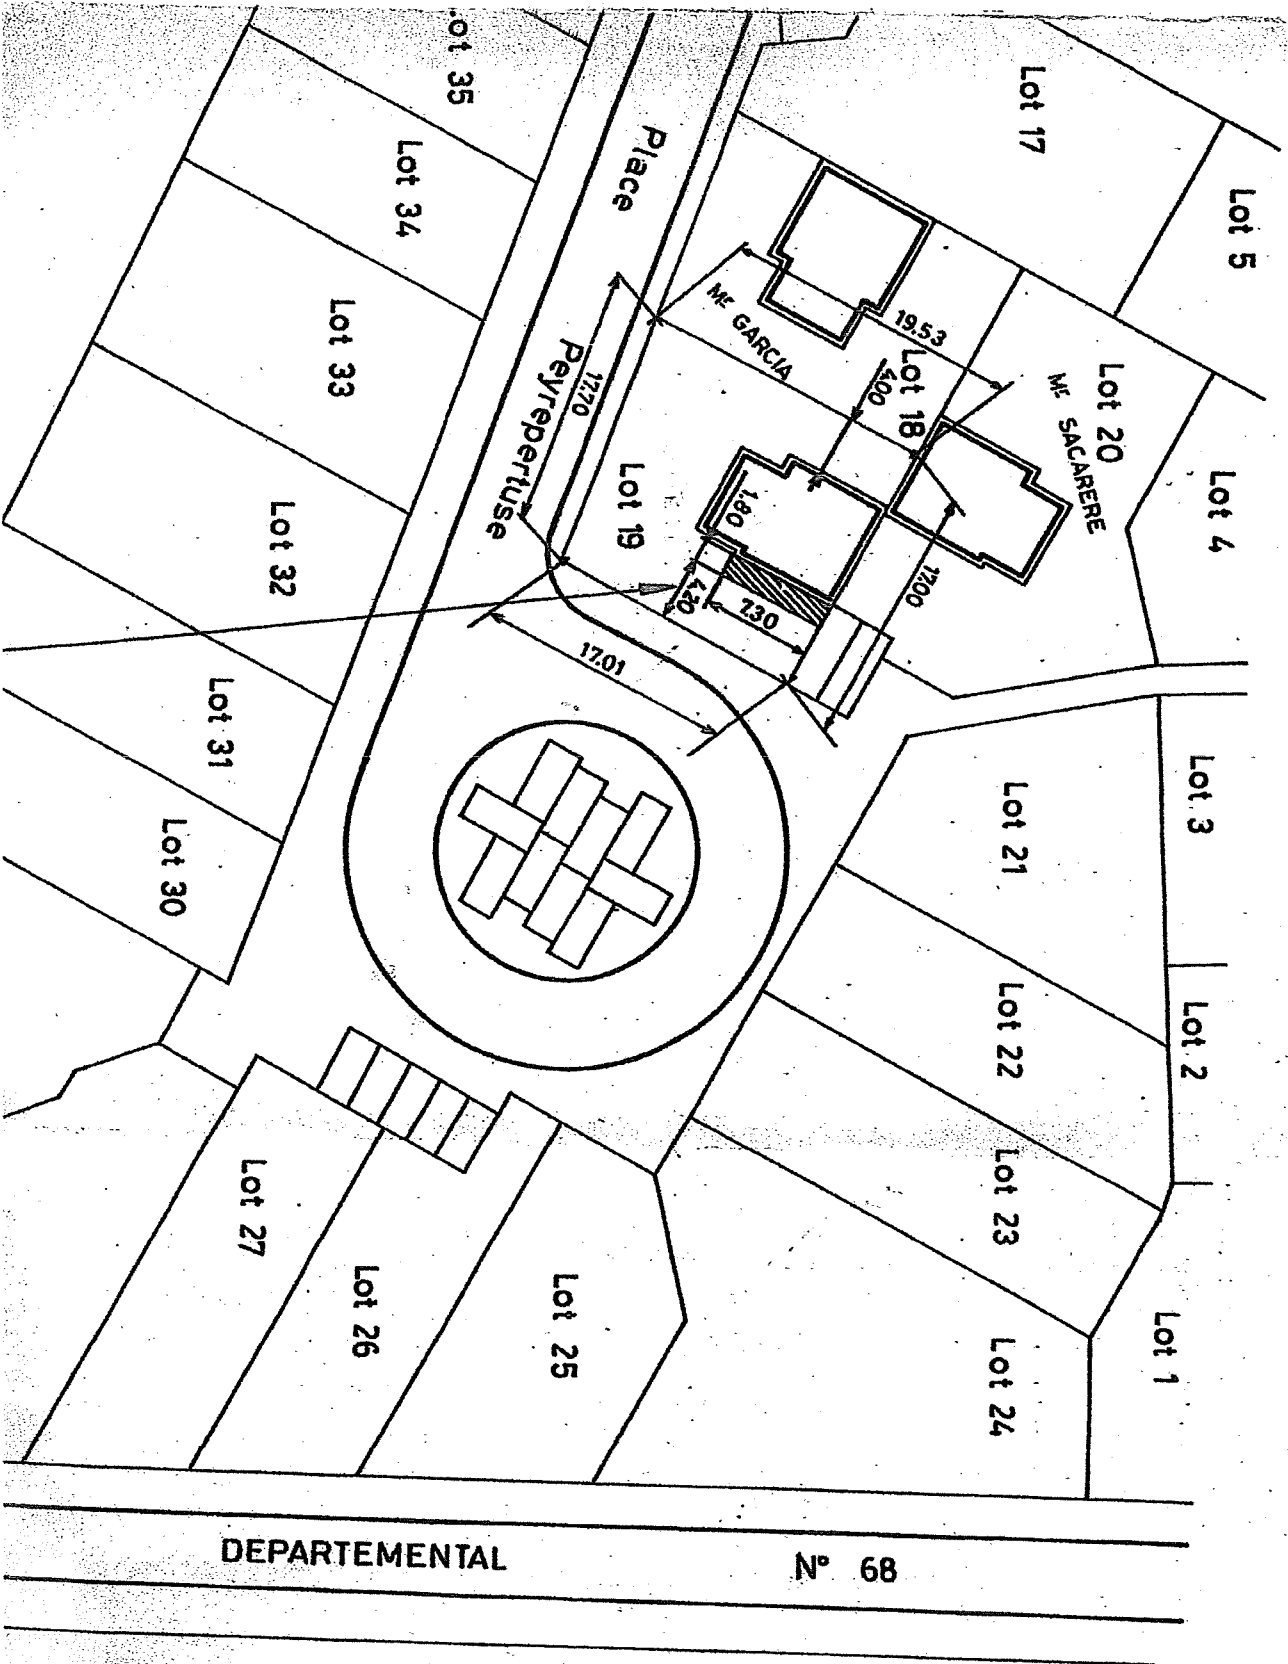 Lot 5
Lot 4
Lot 3
Lot 2
Lot 1
Lot 17
Lot 20
Mr SACARERE
Lot 21
Lot 22
Lot 23
Lot 24
19.53
Lot 18
4.00
17.00
Mr GARCIA
1.80
7.30
4.20
Lot 19
17.01
Place
Peyrepertuse
17.70
ot 35
Lot 34
Lot 33
Lot 32
Lot 31
Lot 30
Lot 25
Lot 26
Lot 27
DEPARTEMENTAL N° 68